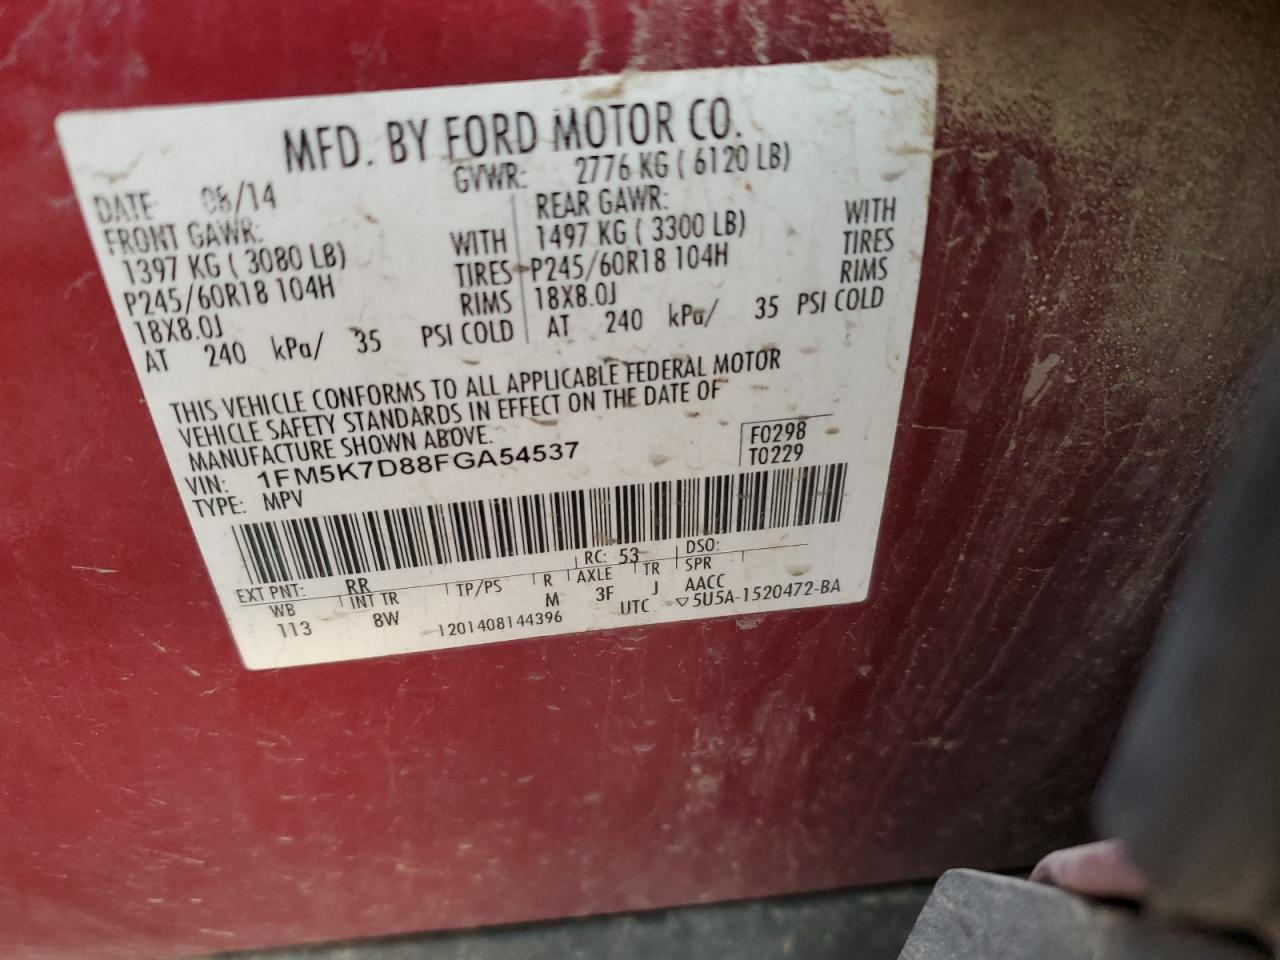 MFD. BY FORD MOTOR CO.
DATE 08/14 GVWR: 2776 KG ( 6120 LB)
FRONT GAWR: REAR GAWR:
1397 KG ( 3080 LB) WITH 1497 KG ( 3300 LB) WITH
P245/60R18 104H TIRES P245/60R18 104H TIRES
18X8.0J RIMS 18X8.0J RIMS
AT 240 kPa/ 35 PSI COLD AT 240 kPa/ 35 PSI COLD
THIS VEHICLE CONFORMS TO ALL APPLICABLE FEDERAL MOTOR
VEHICLE SAFETY STANDARDS IN EFFECT ON THE DATE OF
MANUFACTURE SHOWN ABOVE.
VIN: 1FM5K7D88FGA54537 F0298
TYPE: MPV T0229
EXT PNT: RR RC: 53 DSO:
WB INT TR TP/PS R AXLE TR SPR
113 8W M 3F J AACC
1201408144396 UTC ▽5U5A-1520472-BA